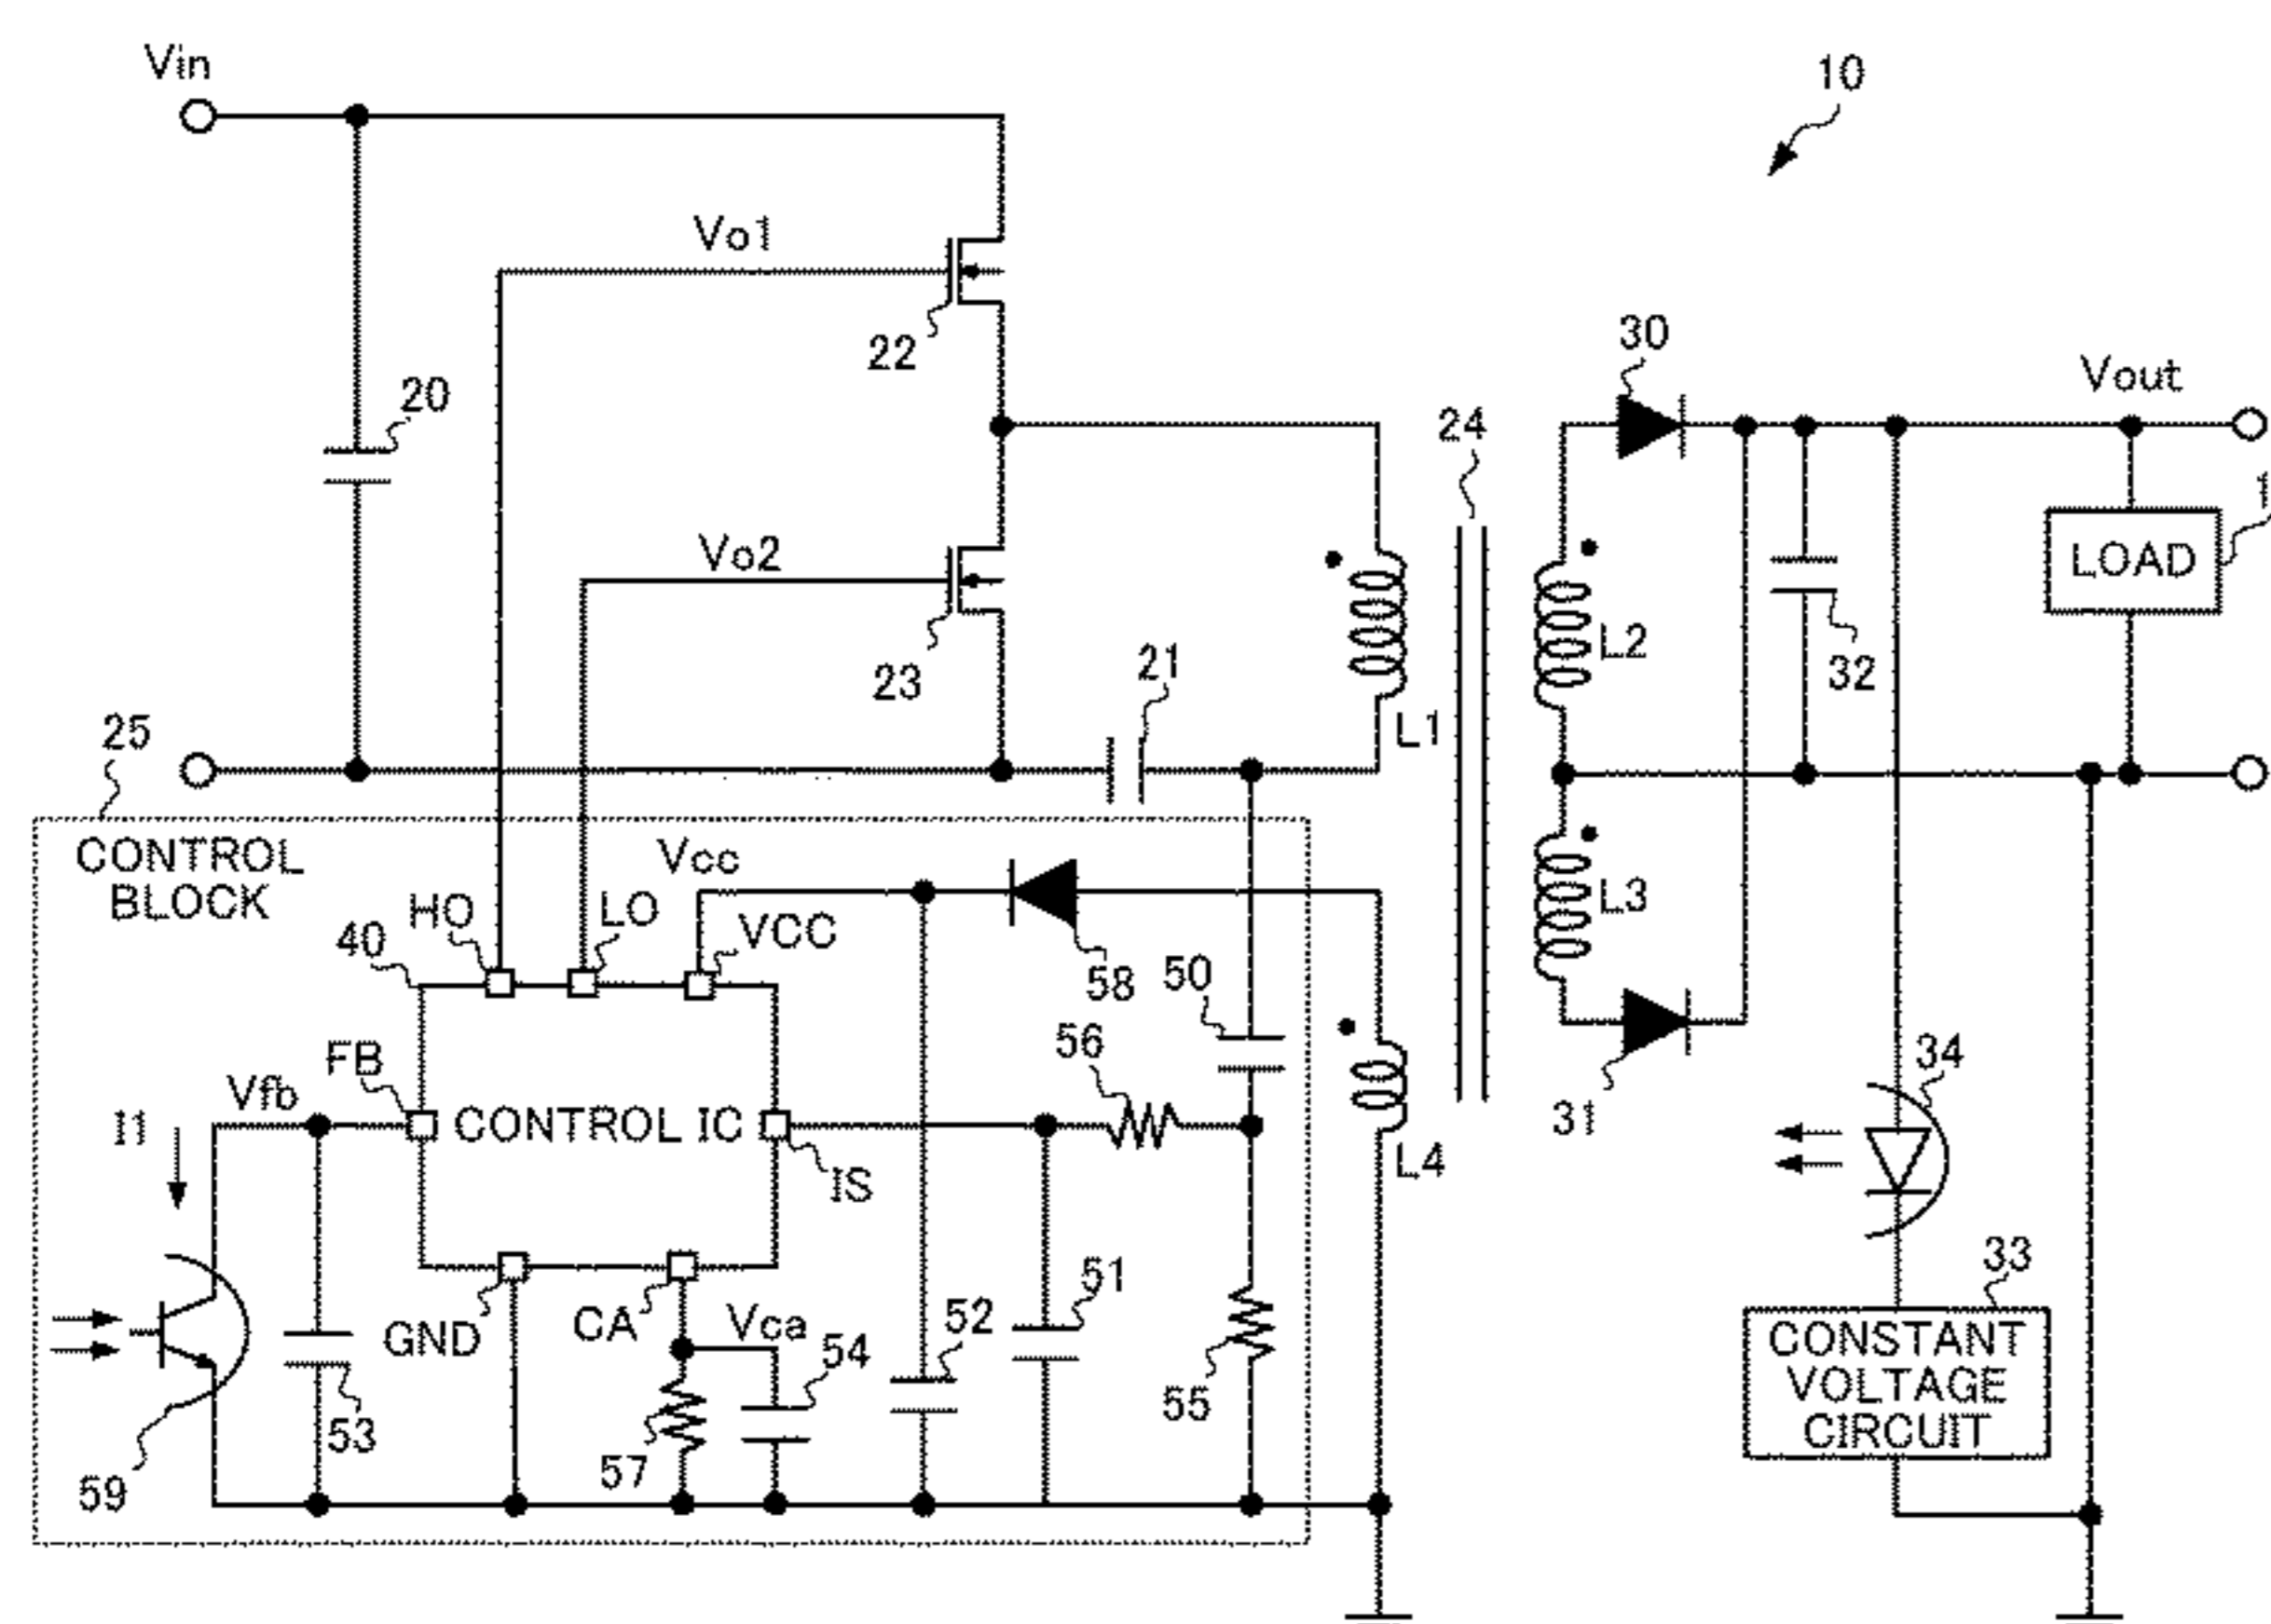 Vin
10
Vo1
22
30
Vout
20
24
1
LOAD
Vo2
23
21
L1
L2
32
25
CONTROL
BLOCK
Vcc
HO
LO
VCC
40
58
50
L3
56
34
FB
Vfb
I1
CONTROL IC
IS
31
L4
33
GND
CA
Vca
54
52
51
55
CONSTANT
VOLTAGE
CIRCUIT
53
57
59